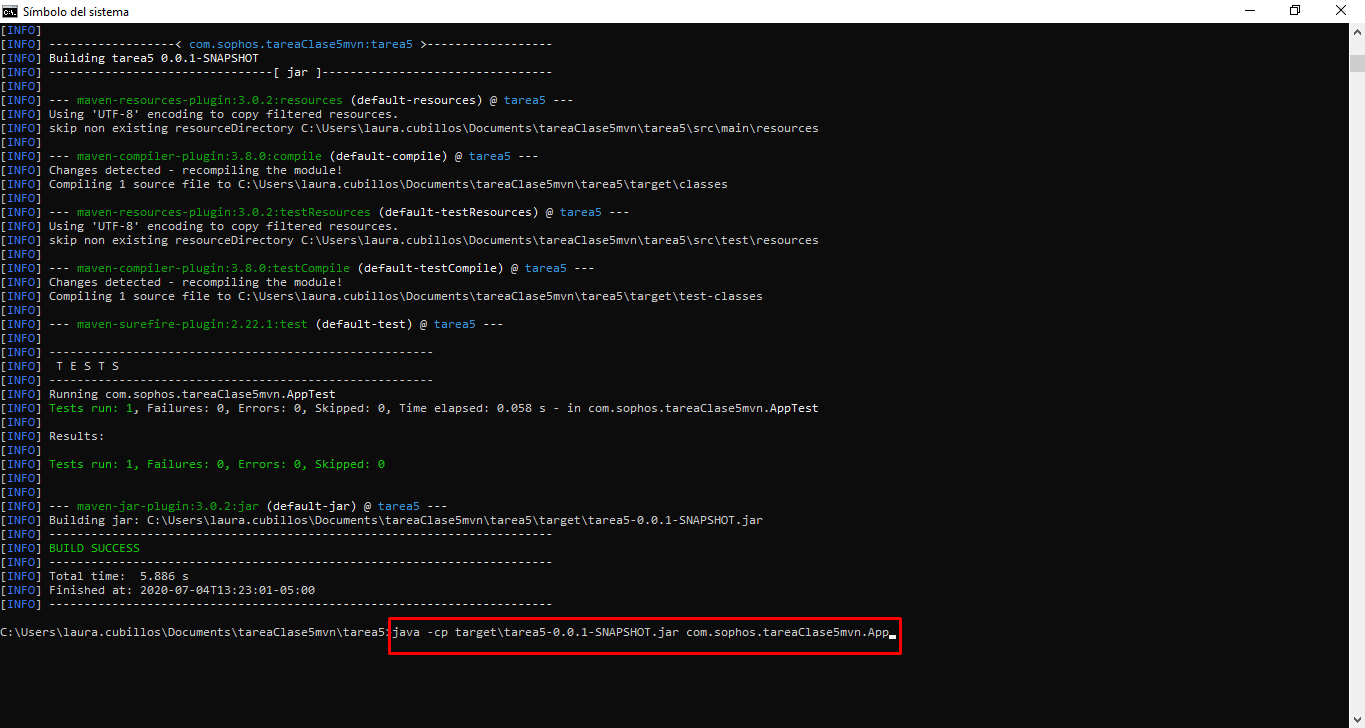 Símbolo del sistema
[INFO]
[INFO] ------------------< com.sophos.tareaClase5mvn:tarea5 >------------------
[INFO] Building tarea5 0.0.1-SNAPSHOT
[INFO] --------------------------------[ jar ]---------------------------------
[INFO]
[INFO] --- maven-resources-plugin:3.0.2:resources (default-resources) @ tarea5 ---
[INFO] Using 'UTF-8' encoding to copy filtered resources.
[INFO] skip non existing resourceDirectory C:\Users\laura.cubillos\Documents\tareaClase5mvn\tarea5\src\main\resources
[INFO]
[INFO] --- maven-compiler-plugin:3.8.0:compile (default-compile) @ tarea5 ---
[INFO] Changes detected - recompiling the module!
[INFO] Compiling 1 source file to C:\Users\laura.cubillos\Documents\tareaClase5mvn\tarea5\target\classes
[INFO]
[INFO] --- maven-resources-plugin:3.0.2:testResources (default-testResources) @ tarea5 ---
[INFO] Using 'UTF-8' encoding to copy filtered resources.
[INFO] skip non existing resourceDirectory C:\Users\laura.cubillos\Documents\tareaClase5mvn\tarea5\src\test\resources
[INFO]
[INFO] --- maven-compiler-plugin:3.8.0:testCompile (default-testCompile) @ tarea5 ---
[INFO] Changes detected - recompiling the module!
[INFO] Compiling 1 source file to C:\Users\laura.cubillos\Documents\tareaClase5mvn\tarea5\target\test-classes
[INFO]
[INFO] --- maven-surefire-plugin:2.22.1:test (default-test) @ tarea5 ---
[INFO]
[INFO] -------------------------------------------------------
[INFO]  T E S T S
[INFO] -------------------------------------------------------
[INFO] Running com.sophos.tareaClase5mvn.AppTest
[INFO] Tests run: 1, Failures: 0, Errors: 0, Skipped: 0, Time elapsed: 0.058 s - in com.sophos.tareaClase5mvn.AppTest
[INFO]
[INFO] Results:
[INFO]
[INFO] Tests run: 1, Failures: 0, Errors: 0, Skipped: 0
[INFO]
[INFO]
[INFO] --- maven-jar-plugin:3.0.2:jar (default-jar) @ tarea5 ---
[INFO] Building jar: C:\Users\laura.cubillos\Documents\tareaClase5mvn\tarea5\target\tarea5-0.0.1-SNAPSHOT.jar
[INFO] ------------------------------------------------------------------------
[INFO] BUILD SUCCESS
[INFO] ------------------------------------------------------------------------
[INFO] Total time:  5.886 s
[INFO] Finished at: 2020-07-04T13:23:01-05:00
[INFO] ------------------------------------------------------------------------
C:\Users\laura.cubillos\Documents\tareaClase5mvn\tarea5>java -cp target\tarea5-0.0.1-SNAPSHOT.jar com.sophos.tareaClase5mvn.App